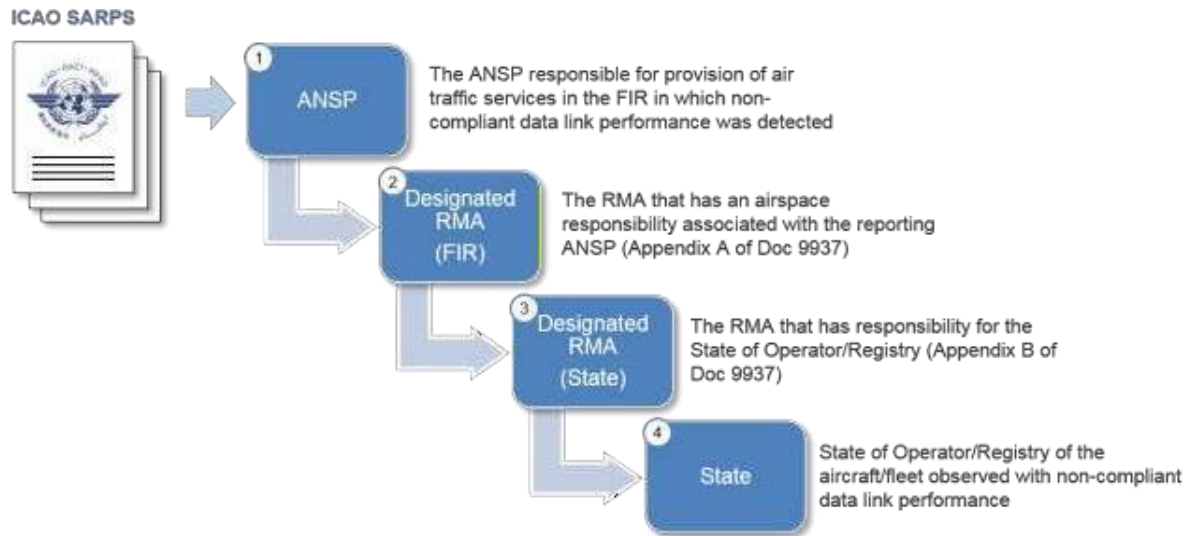 ICAO SARPS
1
ANSP
The ANSP responsible for provision of air
traffic services in the FIR in which non-
compliant data link performance was detected
2
Designated
RMA
(FIR)
The RMA that has an airspace
responsibility associated with the reporting
ANSP (Appendix A of Doc 9937)
3
Designated
RMA
(State)
The RMA that has responsibility for the
State of Operator/Registry (Appendix B of
Doc 9937)
4
State
State of Operator/Registry of the
aircraft/fleet observed with non-compliant
data link performance